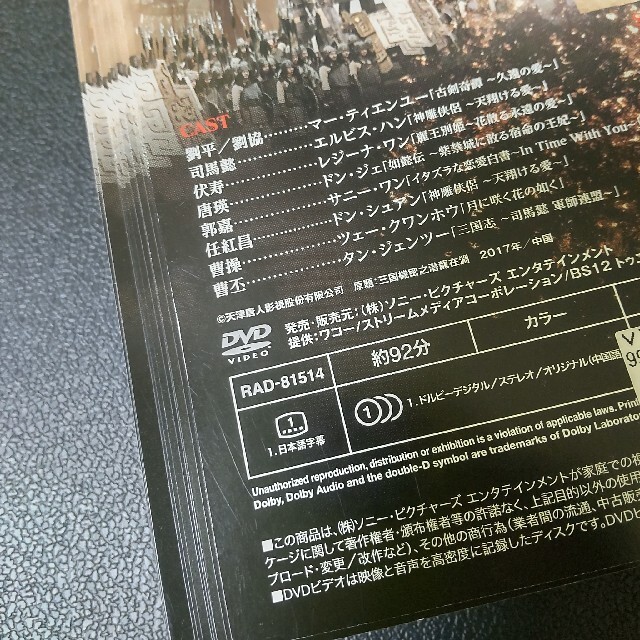 CAST
劉平/劉協………マー・ティエンユー「古剣奇譚 ~久遠の愛~」
司馬懿………エルビス・ハン「神雕侠侶 ~天翔ける愛~」
伏寿………レジーナ・ワン「麗王別姫~花散る永遠の愛~」
唐瑛………ドン・ジェ「如懿伝 ~紫禁城に散る宿命の王妃~」
郭嘉………サニー・ワン「イタズラな恋愛白書~In Time With You~
任紅昌………ドン・シュアン「神雕侠侶 ~天翔ける愛~」
曹操………ツェー・クワンホウ「月に咲く花の如く」
曹丕………タン・ジェンツー「三国志~司馬懿 軍師連盟~」
©天津唐人影視股份有限公司 原題:三国機密之潜龍在淵 2017年/中国
DVD VIDEO
発売・販売元:(株)ソニー・ピクチャーズ エンタテインメント
提供:ワコー/ストリームメディアコーポレーション/BS12 トゥエ
RAD-81514
約92分
カラー
1
1.日本語字幕
1
1.ドルビーデジタル/ステレオ/オリジナル(中国語
Unauthorized reproduction, distribution or exhibition is a violation of applicable laws. Prin
Dolby, Dolby Audio and the double-D symbol are trademarks of Dolby Laborato
■この商品は、(株)ソニー・ピクチャーズ エンタテインメントが家庭での視
ケージに関して著作権者・頒布権者等の許諾なく、上記目的以外の使用
ブロード・変更/改作など)、その他の商行為(業者間の流通、中古販
■DVDビデオは映像と音声を高密度に記録したディスクです。DVDビ